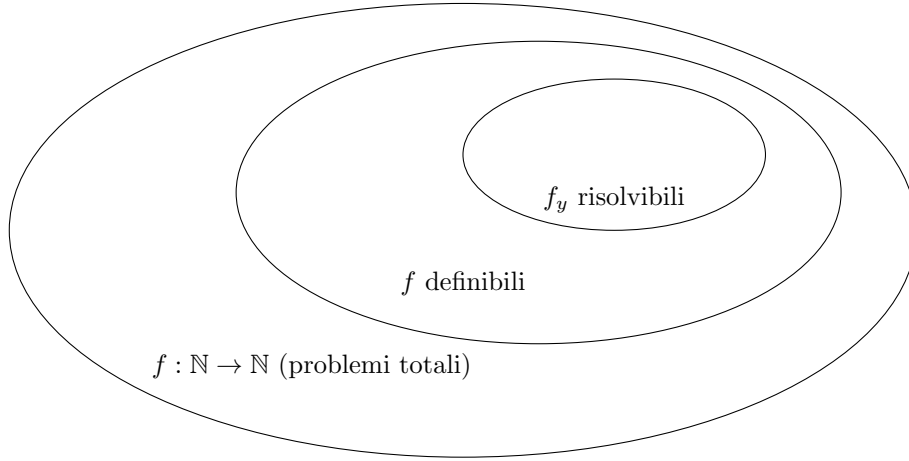 f_y risolvibili
f definibili
f : ℕ → ℕ (problemi totali)